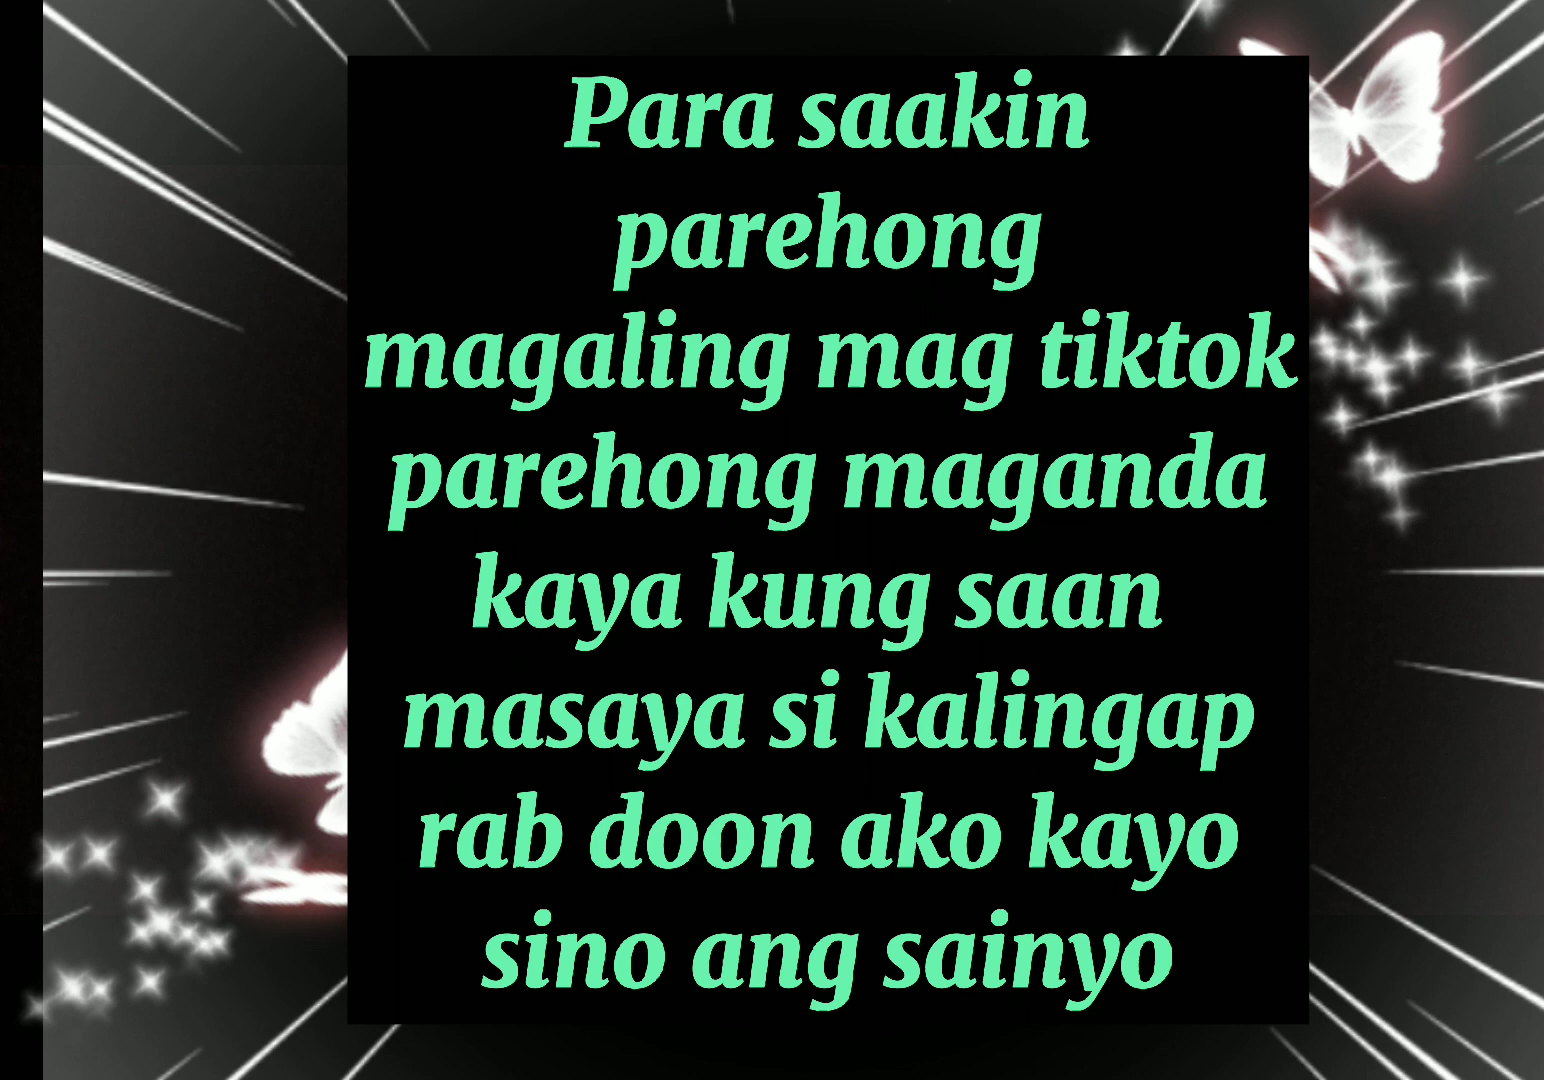 Para saakin
parehong
magaling mag tiktok
parehong maganda
kaya kung saan
masaya si kalingap
rab doon ako kayo
sino ang sainyo